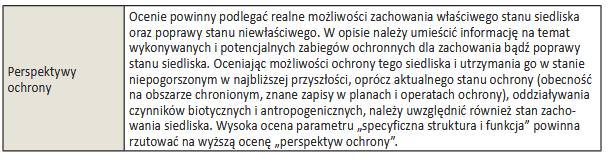 Perspektywy
ochrony
Ocenie powinny podlegać realne możliwości zachowania właściwego stanu siedliska
oraz poprawy stanu niewłaściwego. W opisie należy umieścić informację na temat
wykonywanych i potencjalnych zabiegów ochronnych dla zachowania bądź poprawy
stanu siedliska. Oceniając możliwości ochrony tego siedliska i utrzymania go w stanie
niepogorszonym w najbliższej przyszłości, oprócz aktualnego stanu ochrony (obecność
na obszarze chronionym, znane zapisy w planach i operatach ochrony), oddziaływania
czynników biotycznych i antropogenicznych, należy uwzględnić również stan zacho-
wania siedliska. Wysoka ocena parametru „specyficzna struktura i funkcja” powinna
rzutować na wyższą ocenę „perspektyw ochrony”.